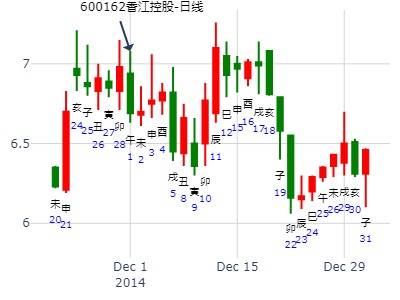 600162香江控股-日线
7
6.5
6
未
20
申
21
亥
24
子
25
丑
26
寅
27
卯
28
午
1
未
2
申
3
酉
4
戌
5
丑
8
寅
9
卯
10
辰
11
巳
12
申
15
酉
16
戌
17
亥
18
子
19
卯
22
辰
23
巳
24
午
25
未
26
戌
29
亥
30
子
31
Dec 1
2014
Dec 15
Dec 29